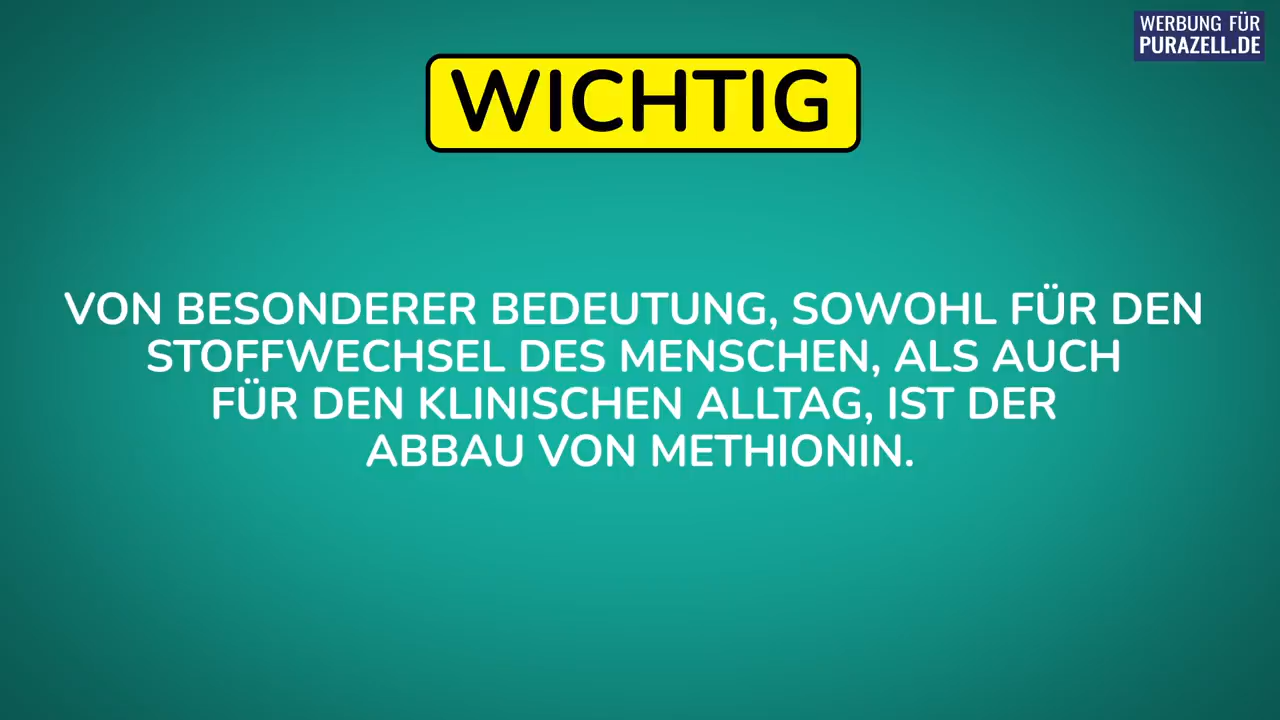 WERBUNG FÜR
PURAZELL.DE
WICHTIG
VON BESONDERER BEDEUTUNG, SOWOHL FÜR DEN
STOFFWECHSEL DES MENSCHEN, ALS AUCH
FÜR DEN KLINISCHEN ALLTAG, IST DER
ABBAU VON METHIONIN.